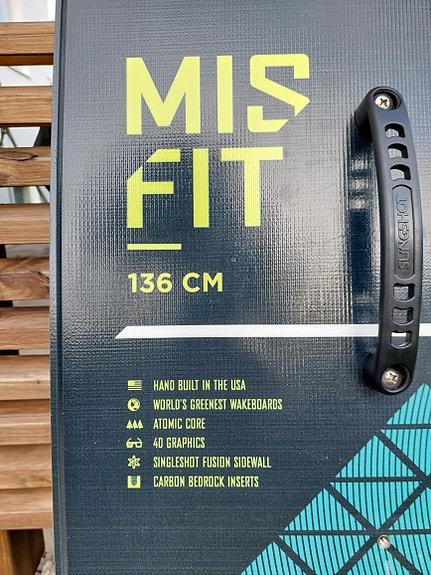 MIS
FIT
136 CM
SLINGSHOT
HAND BUILT IN THE USA
WORLD'S GREENEST WAKEBOARDS
ATOMIC CORE
4D GRAPHICS
SINGLESHOT FUSION SIDEWALL
CARBON BEDROCK INSERTS